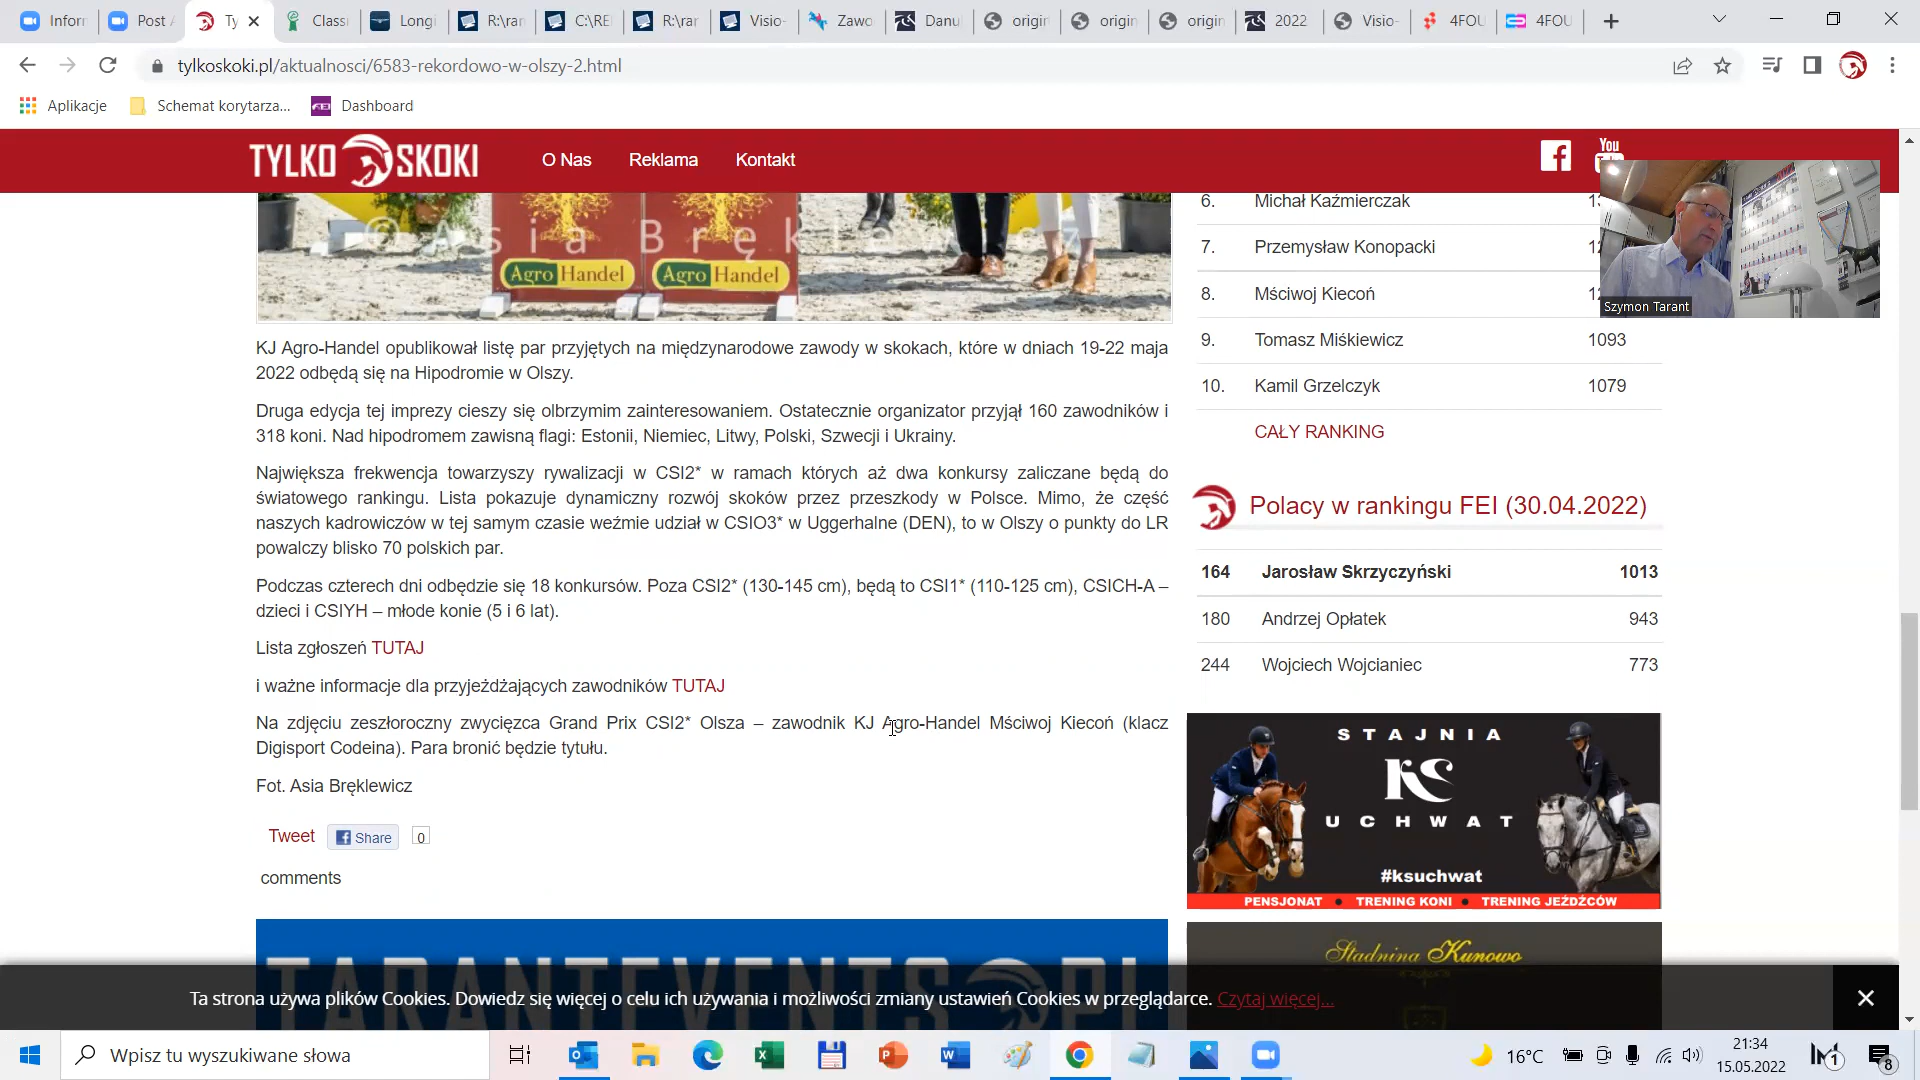 Inforr
Post
Ty
Class
Longi
R:\rar
C:\RE
R:\rar
Visio-
Zawo
Danu
origin
origin
origin
2022
Visio-
4FOU
4FOU
tylkoskoki.pl/aktualnosci/6583-rekordowo-w-olszy-2.html
Aplikacje
Schemat korytarza...
Dashboard
TYLKO SKOKI
O Nas
Reklama
Kontakt
You
© Asia Bręklewicz
Agro Handel
Agro Handel
KJ Agro-Handel opublikował listę par przyjętych na międzynarodowe zawody w skokach, które w dniach 19-22 maja
2022 odbędą się na Hipodromie w Olszy.
Druga edycja tej imprezy cieszy się olbrzymim zainteresowaniem. Ostatecznie organizator przyjął 160 zawodników i
318 koni. Nad hipodromem zawisną flagi: Estonii, Niemiec, Litwy, Polski, Szwecji i Ukrainy.
Największa frekwencja towarzyszy rywalizacji w CSI2* w ramach których aż dwa konkursy zaliczane będą do
światowego rankingu. Lista pokazuje dynamiczny rozwój skoków przez przeszkody w Polsce. Mimo, że część
naszych kadrowiczów w tej samym czasie weźmie udział w CSIO3* w Uggerhalne (DEN), to w Olszy o punkty do LR
powalczy blisko 70 polskich par.
Podczas czterech dni odbędzie się 18 konkursów. Poza CSI2* (130-145 cm), będą to CSI1* (110-125 cm), CSICH-A –
dzieci i CSIYH – młode konie (5 i 6 lat).
Lista zgłoszeń TUTAJ
i ważne informacje dla przyjeżdżających zawodników TUTAJ
Na zdjęciu zeszłoroczny zwycięzca Grand Prix CSI2* Olsza – zawodnik KJ Agro-Handel Mściwoj Kiecoń (klacz
Digisport Codeina). Para bronić będzie tytułu.
Fot. Asia Bręklewicz
Tweet
Share
0
comments
TARANTEVENTS.PL
6. Michał Kaźmierczak
7. Przemysław Konopacki
8. Mściwoj Kiecoń
9. Tomasz Miśkiewicz 1093
10. Kamil Grzelczyk 1079
CAŁY RANKING
Szymon Tarant
Polacy w rankingu FEI (30.04.2022)
164 Jarosław Skrzyczyński 1013
180 Andrzej Opłatek 943
244 Wojciech Wojcianiec 773
STAJNIA
KS
UCHWAT
#ksuchwat
PENSJONAT • TRENING KONI • TRENING JEŹDŹCÓW
Stadnina Kunowo
Ta strona używa plików Cookies. Dowiedz się więcej o celu ich używania i możliwości zmiany ustawień Cookies w przeglądarce. Czytaj więcej...
Wpisz tu wyszukiwane słowa
16°C
21:34
15.05.2022
1
8